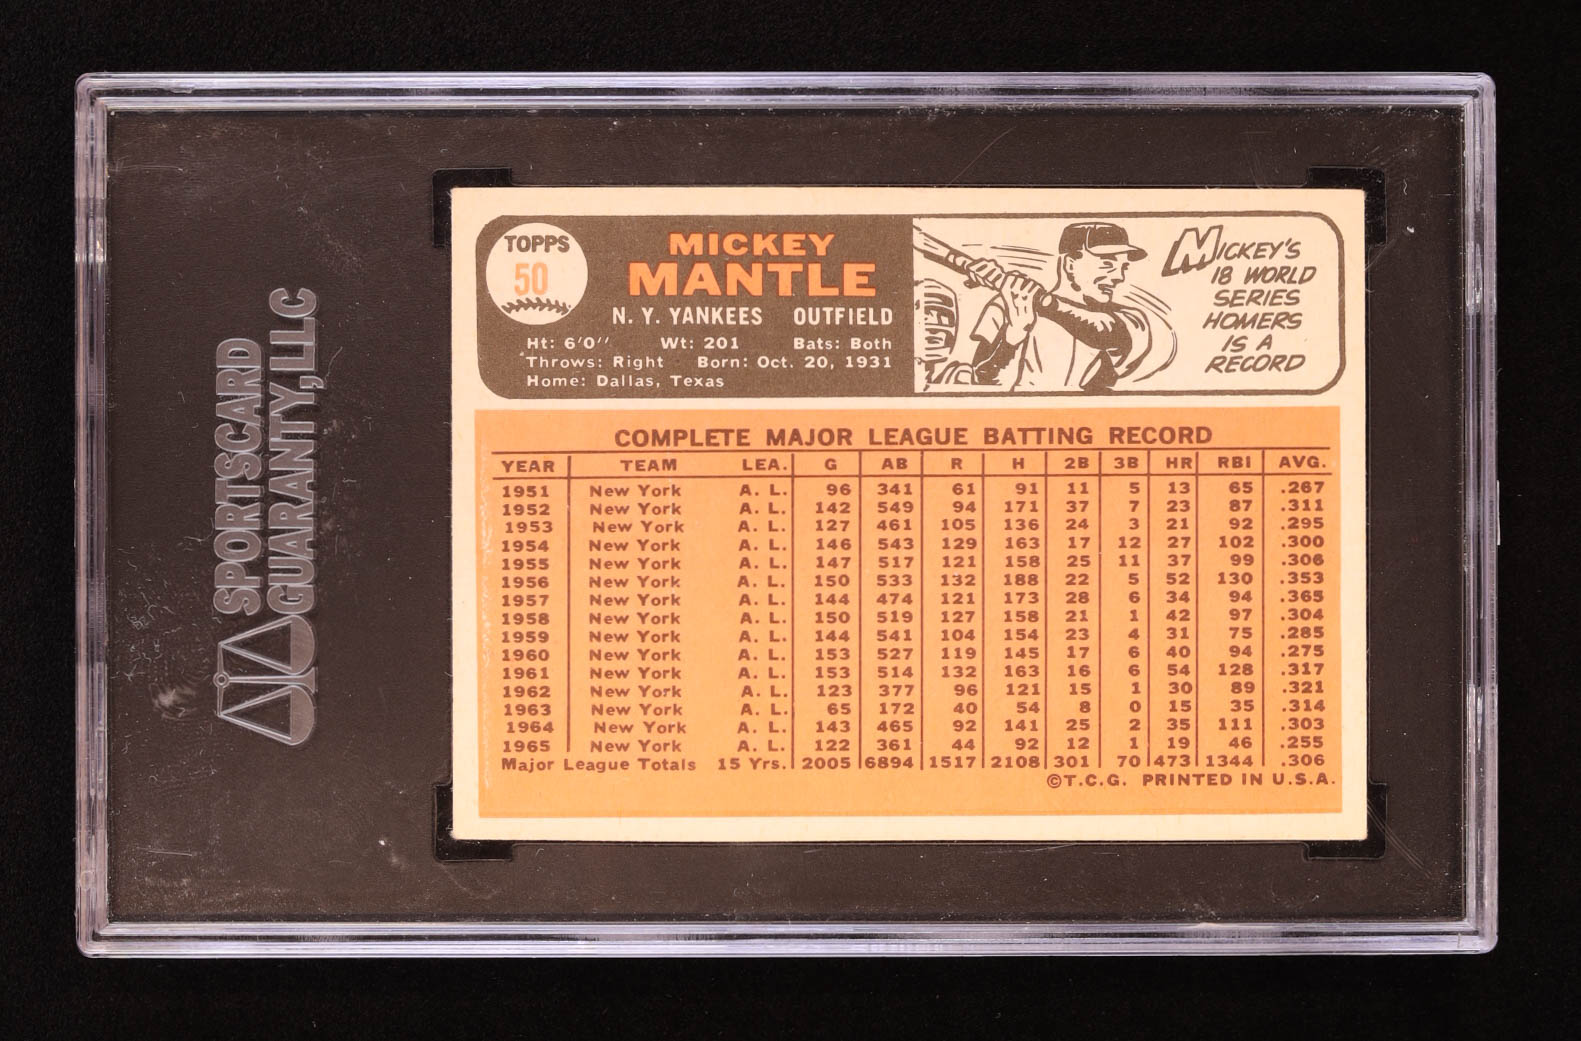 SPORTSCARD
GUARANTY, LLC
TOPPS
50
MICKEY
MANTLE
N. Y. YANKEES OUTFIELD
Ht: 6'0'' Wt: 201 Bats: Both
Throws: Right Born: Oct. 20, 1931
Home: Dallas, Texas
MICKEY'S
18 WORLD
SERIES
HOMERS
IS A
RECORD
COMPLETE MAJOR LEAGUE BATTING RECORD
YEAR TEAM LEA. G AB R H 2B 3B HR RBI AVG.
1951 New York A. L. 96 341 61 91 11 5 13 65 .267
1952 New York A. L. 142 549 94 171 37 7 23 87 .311
1953 New York A. L. 127 461 105 136 24 3 21 92 .295
1954 New York A. L. 146 543 129 163 17 12 27 102 .300
1955 New York A. L. 147 517 121 158 25 11 37 99 .306
1956 New York A. L. 150 533 132 188 22 5 52 130 .353
1957 New York A. L. 144 474 121 173 28 6 34 94 .365
1958 New York A. L. 150 519 127 158 21 1 42 97 .304
1959 New York A. L. 144 541 104 154 23 4 31 75 .285
1960 New York A. L. 153 527 119 145 17 6 40 94 .275
1961 New York A. L. 153 514 132 163 16 6 54 128 .317
1962 New York A. L. 123 377 96 121 15 1 30 89 .321
1963 New York A. L. 65 172 40 54 8 0 15 35 .314
1964 New York A. L. 143 465 92 141 25 2 35 111 .303
1965 New York A. L. 122 361 44 92 12 1 19 46 .255
Major League Totals 15 Yrs. 2005 6894 1517 2108 301 70 473 1344 .306
©T.C.G. PRINTED IN U.S.A.